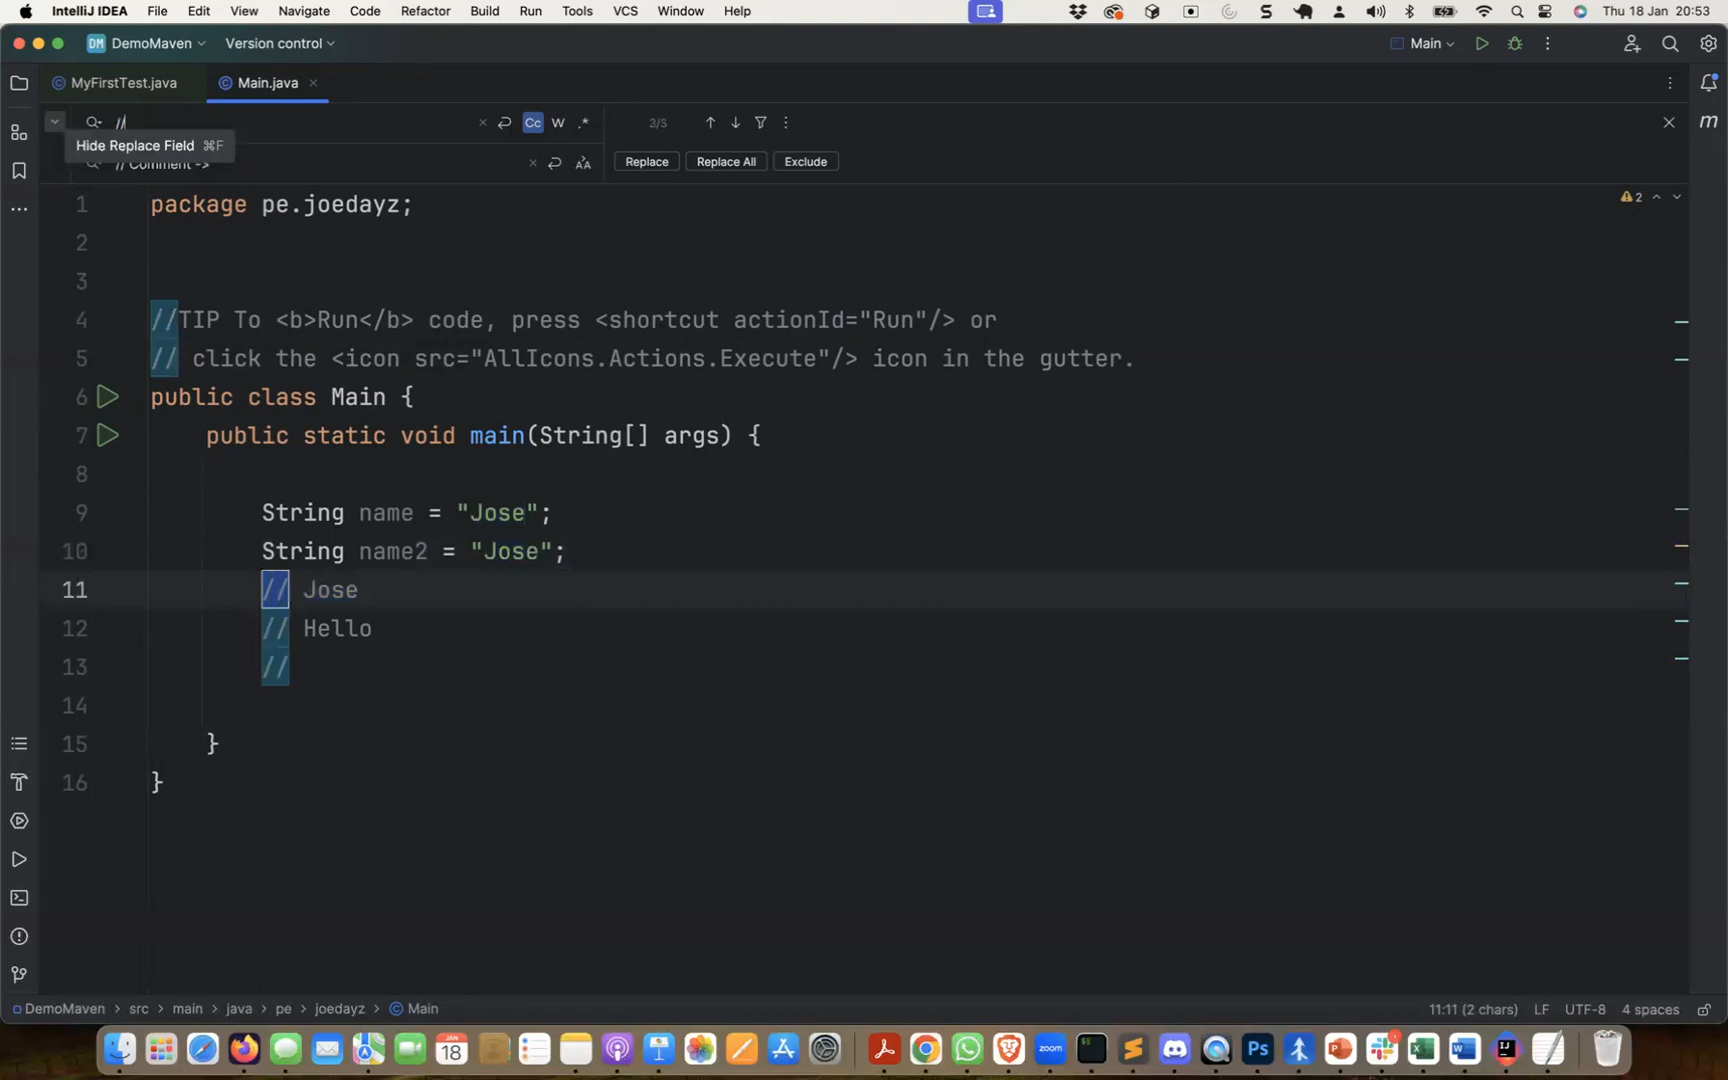 IntelliJ IDEA File Edit View Navigate Code Refactor Build Run Tools VCS Window Help Thu 18 Jan 20:53
DM DemoMaven Version control Main
MyFirstTest.java Main.java
// Cc W .* 3/3
Hide Replace Field ⌘F
// Comment -> Replace Replace All Exclude
1 package pe.joedayz; 2
2
3
4 //TIP To <b>Run</b> code, press <shortcut actionId="Run"/> or
5 // click the <icon src="AllIcons.Actions.Execute"/> icon in the gutter.
6 public class Main {
7 public static void main(String[] args) {
8
9 String name = "Jose";
10 String name2 = "Jose";
11 // Jose
12 // Hello
13 //
14
15 }
16 }
DemoMaven > src > main > java > pe > joedayz > Main 11:11 (2 chars) LF UTF-8 4 spaces
JAN
18
zoom Ps